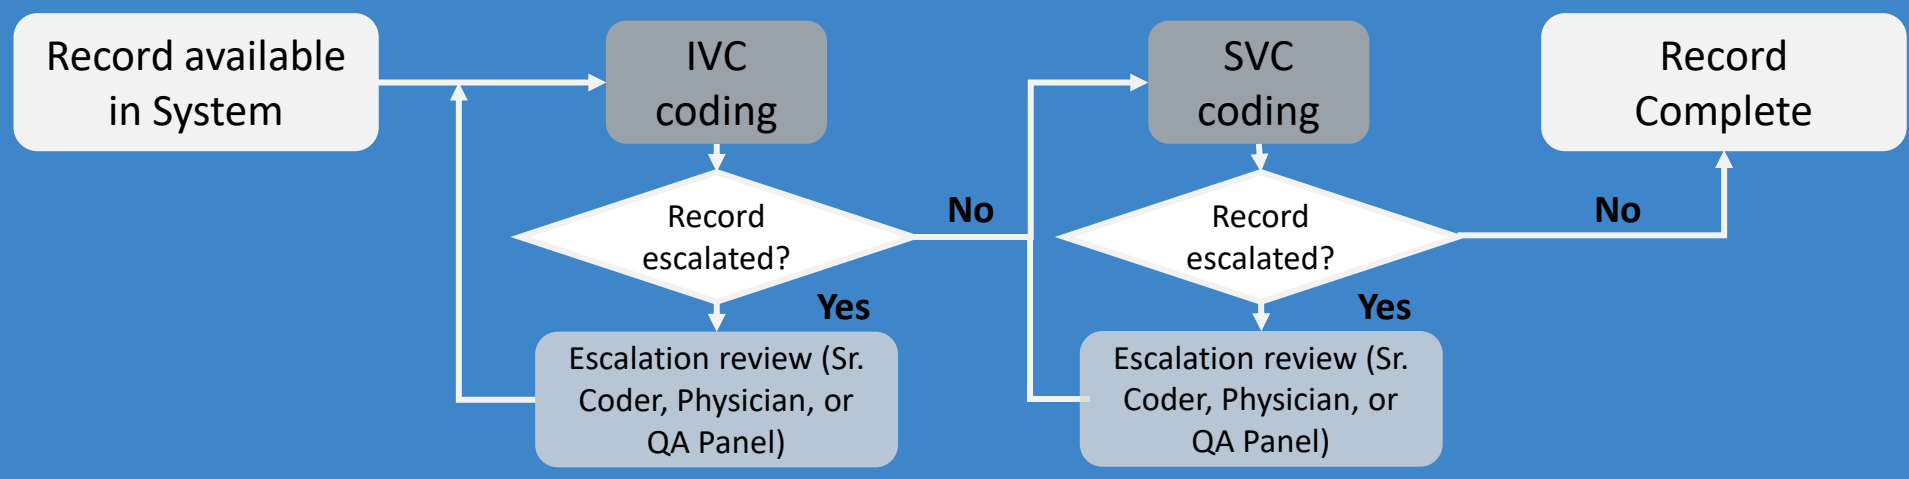 Record available
in System
IVC
coding
Record
escalated?
No
Yes
Escalation review (Sr.
Coder, Physician, or
QA Panel)
SVC
coding
Record
escalated?
No
Yes
Escalation review (Sr.
Coder, Physician, or
QA Panel)
Record
Complete